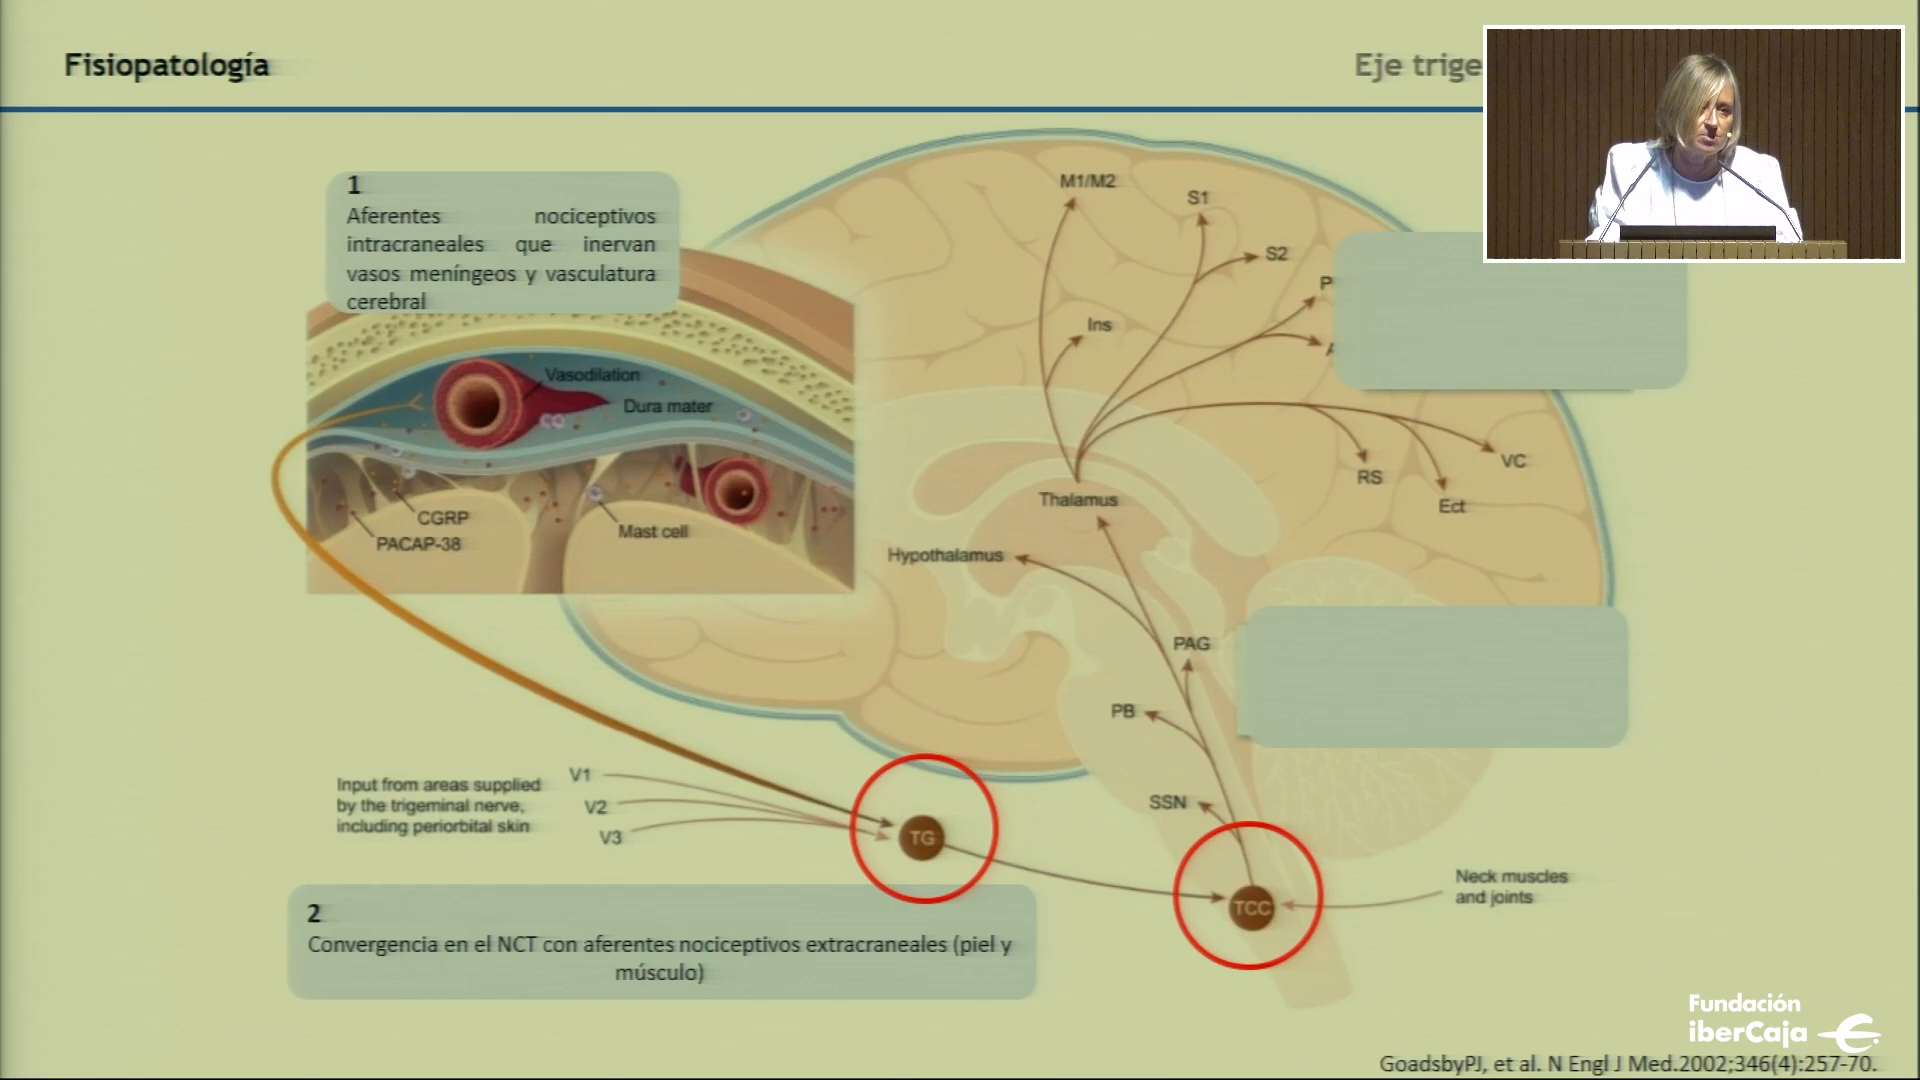 Fisiopatología
Eje trige
1
Aferentes nociceptivos
intracraneales que inervan
vasos meníngeos y vasculatura
cerebral
M1/M2
S1
S2
P
Ins
A
Vasodilation
Dura mater
CGRP
PACAP-38
Mast cell
Thalamus
RS
VC
Ect
Hypothalamus
PAG
PB
SSN
Input from areas supplied
by the trigeminal nerve,
including periorbital skin
V1
V2
V3
TG
TCC
Neck muscles
and joints
2
Convergencia en el NCT con aferentes nociceptivos extracraneales (piel y
músculo)
Fundación
iberCaja
GoadsbyPJ, et al. N Engl J Med.2002;346(4):257-70.